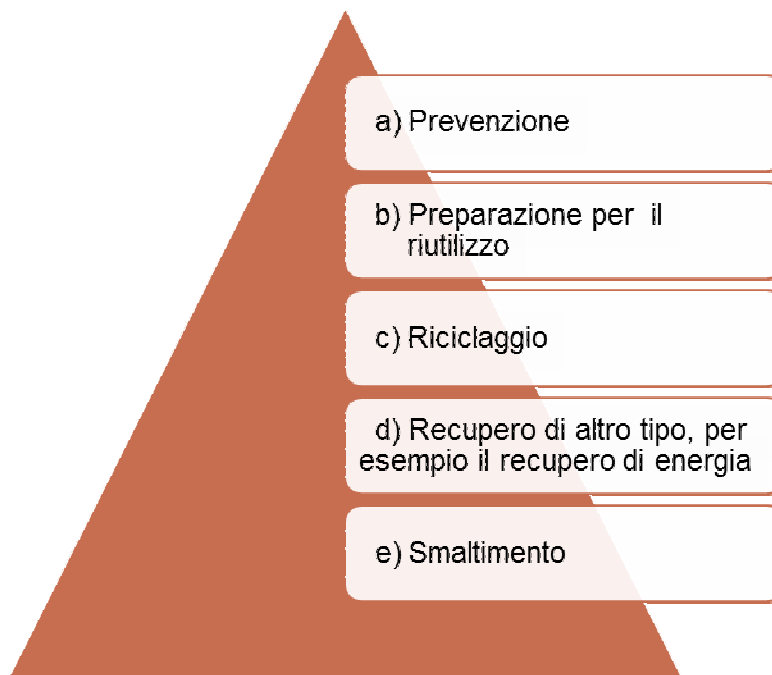 a) Prevenzione
b) Preparazione per il
riutilizzo
c) Riciclaggio
d) Recupero di altro tipo, per
esempio il recupero di energia
e) Smaltimento